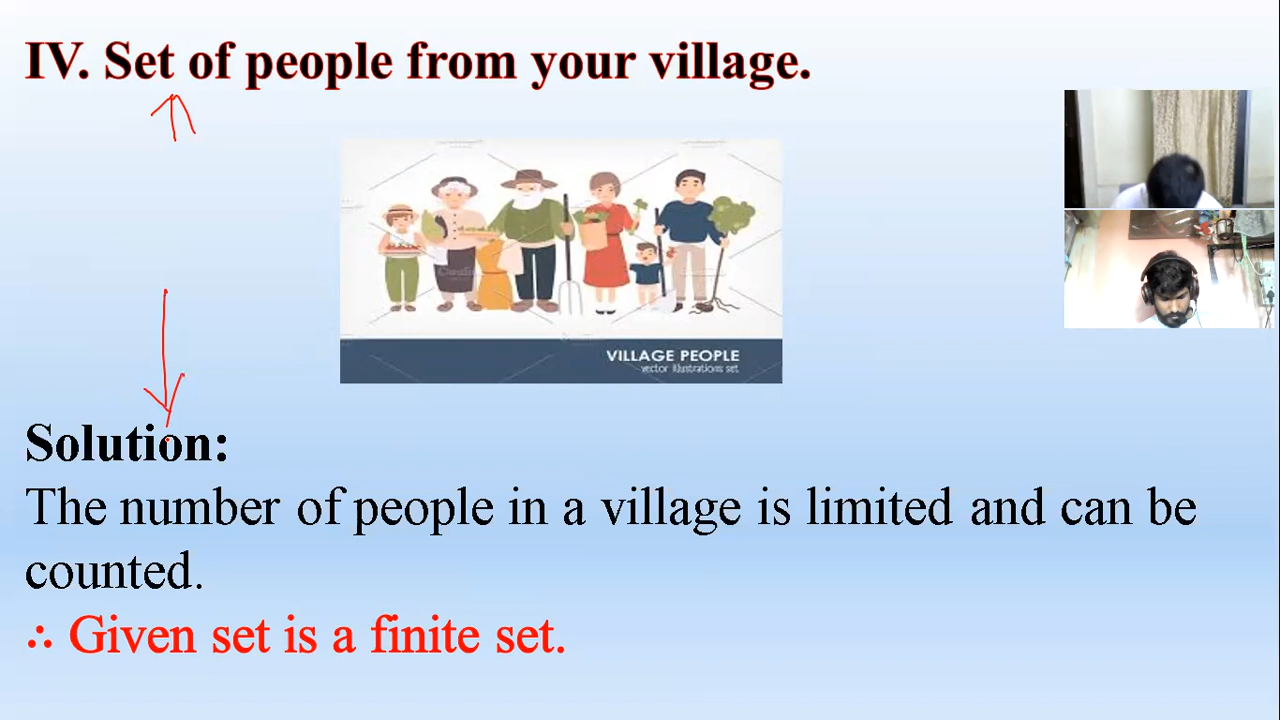 IV. Set of people from your village.
VILLAGE PEOPLE
vector illustrations set
Solution:
The number of people in a village is limited and can be
counted.
∴ Given set is a finite set.